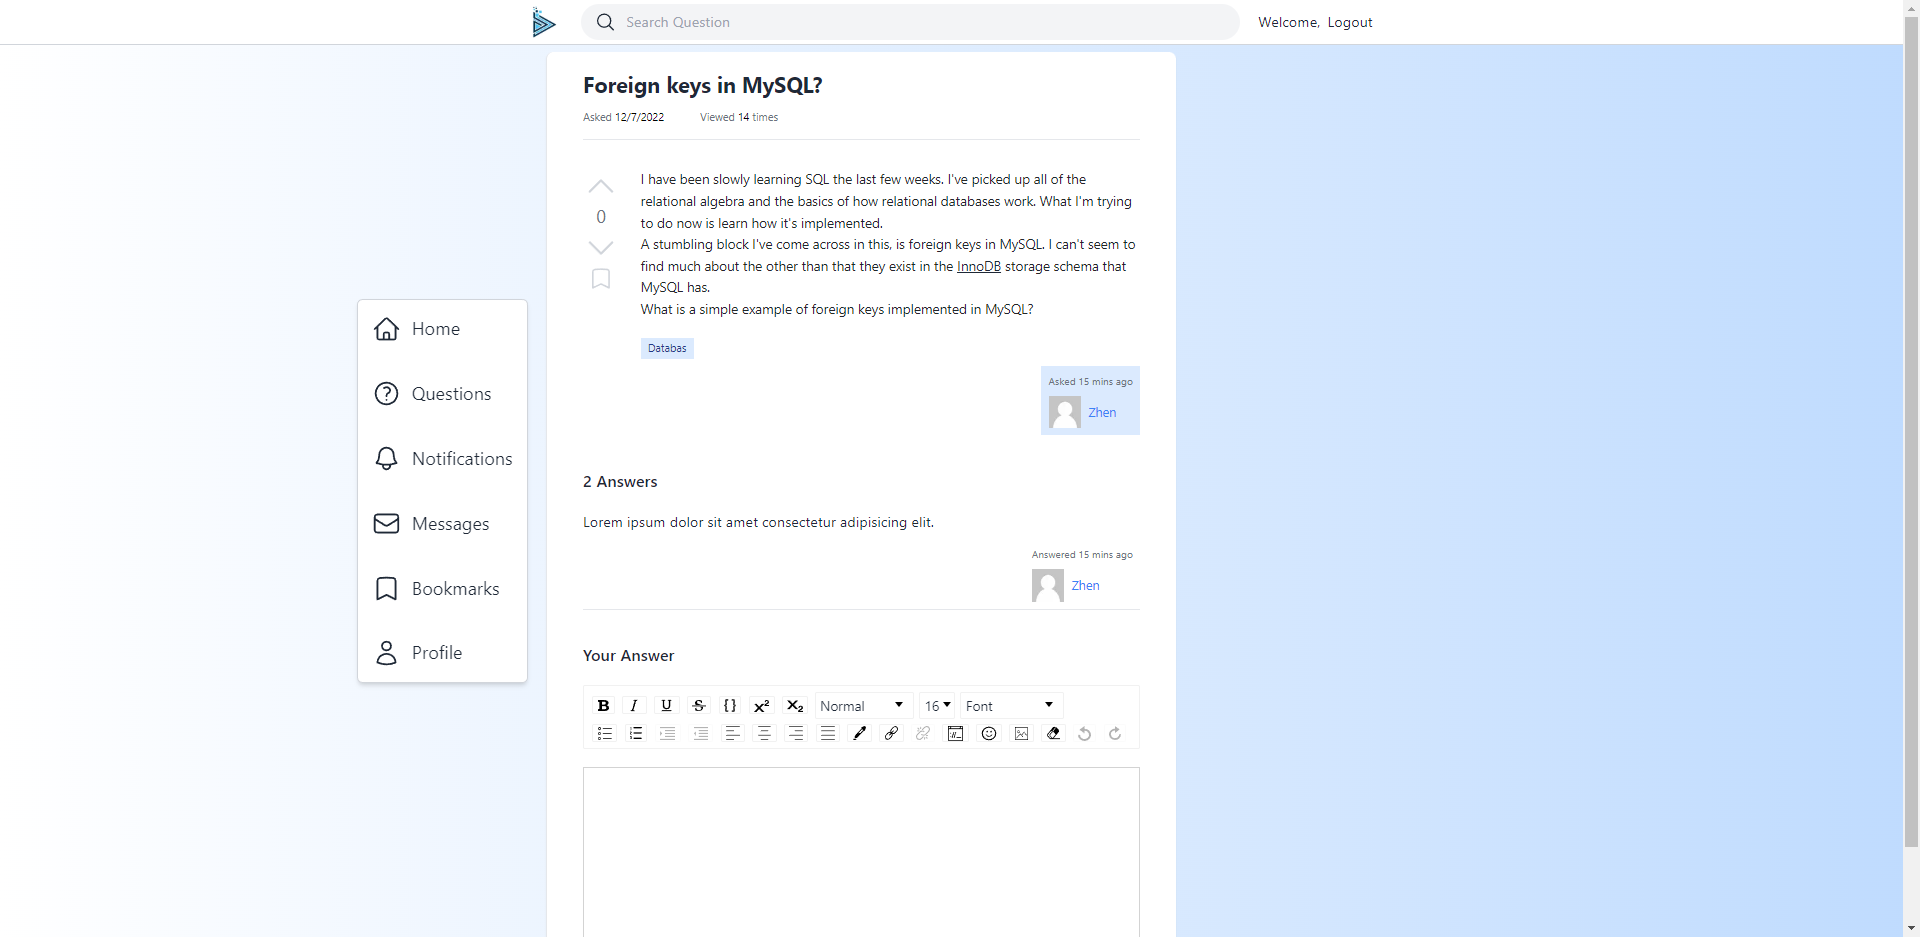 Search Question
Welcome, Logout
Foreign keys in MySQL?
Asked 12/7/2022 Viewed 14 times
I have been slowly learning SQL the last few weeks. I've picked up all of the
relational algebra and the basics of how relational databases work. What I'm trying
to do now is learn how it's implemented.
0
A stumbling block I've come across in this, is foreign keys in MySQL. I can't seem to
find much about the other than that they exist in the InnoDB storage schema that
MySQL has.
What is a simple example of foreign keys implemented in MySQL?
Databas
Asked 15 mins ago
Zhen
Home
Questions
Notifications
Messages
Bookmarks
Profile
2 Answers
Lorem ipsum dolor sit amet consectetur adipisicing elit.
Answered 15 mins ago
Zhen
Your Answer
B I U S {} x² X₂ Normal 16 Font